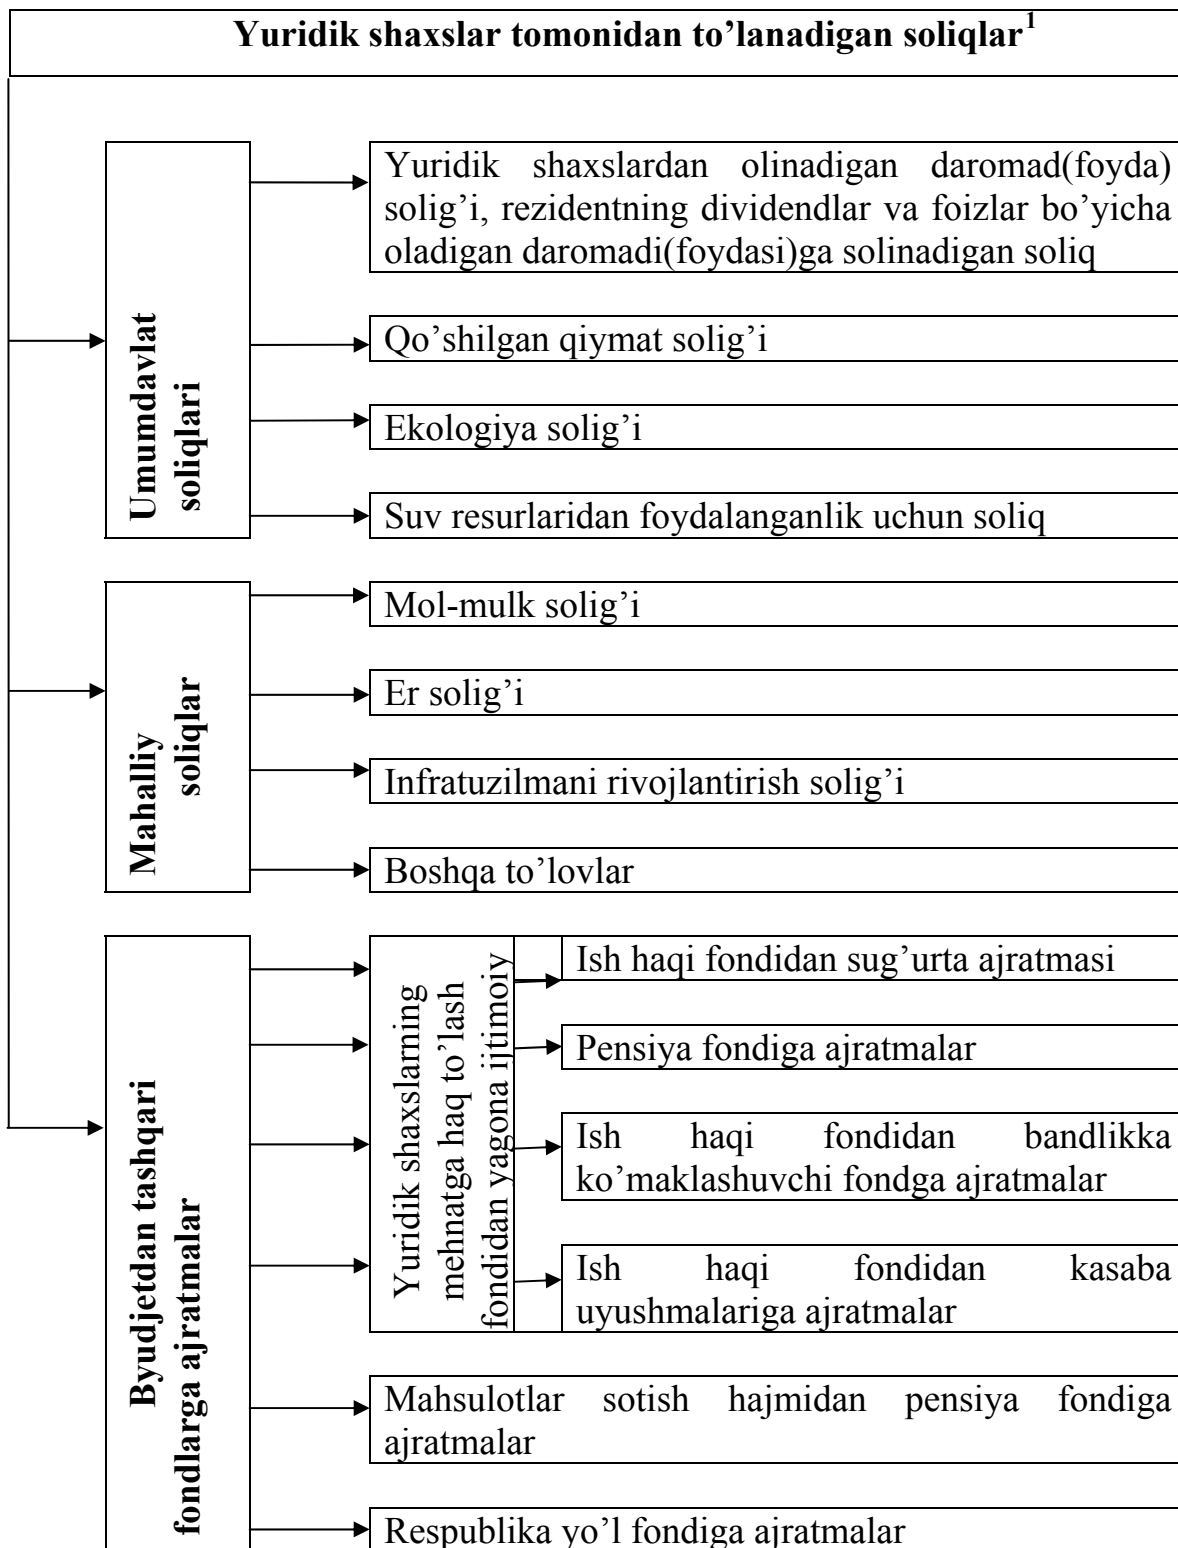 Yuridik shaxslar tomonidan to’lanadigan soliqlar1
Umumdavlat
soliqlari
Yuridik shaxslardan olinadigan daromad(foyda)
solig’i, rezidentning dividendlar va foizlar bo’yicha
oladigan daromadi(foydasi)ga solinadigan soliq
Qo’shilgan qiymat solig’i
Ekologiya solig’i
Suv resurlaridan foydalanganlik uchun soliq
Mahalliy
soliqlar
Mol-mulk solig’i
Er solig’i
Infratuzilmani rivojlantirish solig’i
Boshqa to’lovlar
Byudjetdan tashqari
fondlarga ajratmalar
Yuridik shaxslarning
mehnatga haq to’lash
fondidan yagona ijtimoiy
Ish haqi fondidan sug’urta ajratmasi
Pensiya fondiga ajratmalar
Ish haqi fondidan bandlikka
ko’maklashuvchi fondga ajratmalar
Ish haqi fondidan kasaba
uyushmalariga ajratmalar
Mahsulotlar sotish hajmidan pensiya fondiga
ajratmalar
Respublika yo’l fondiga ajratmalar